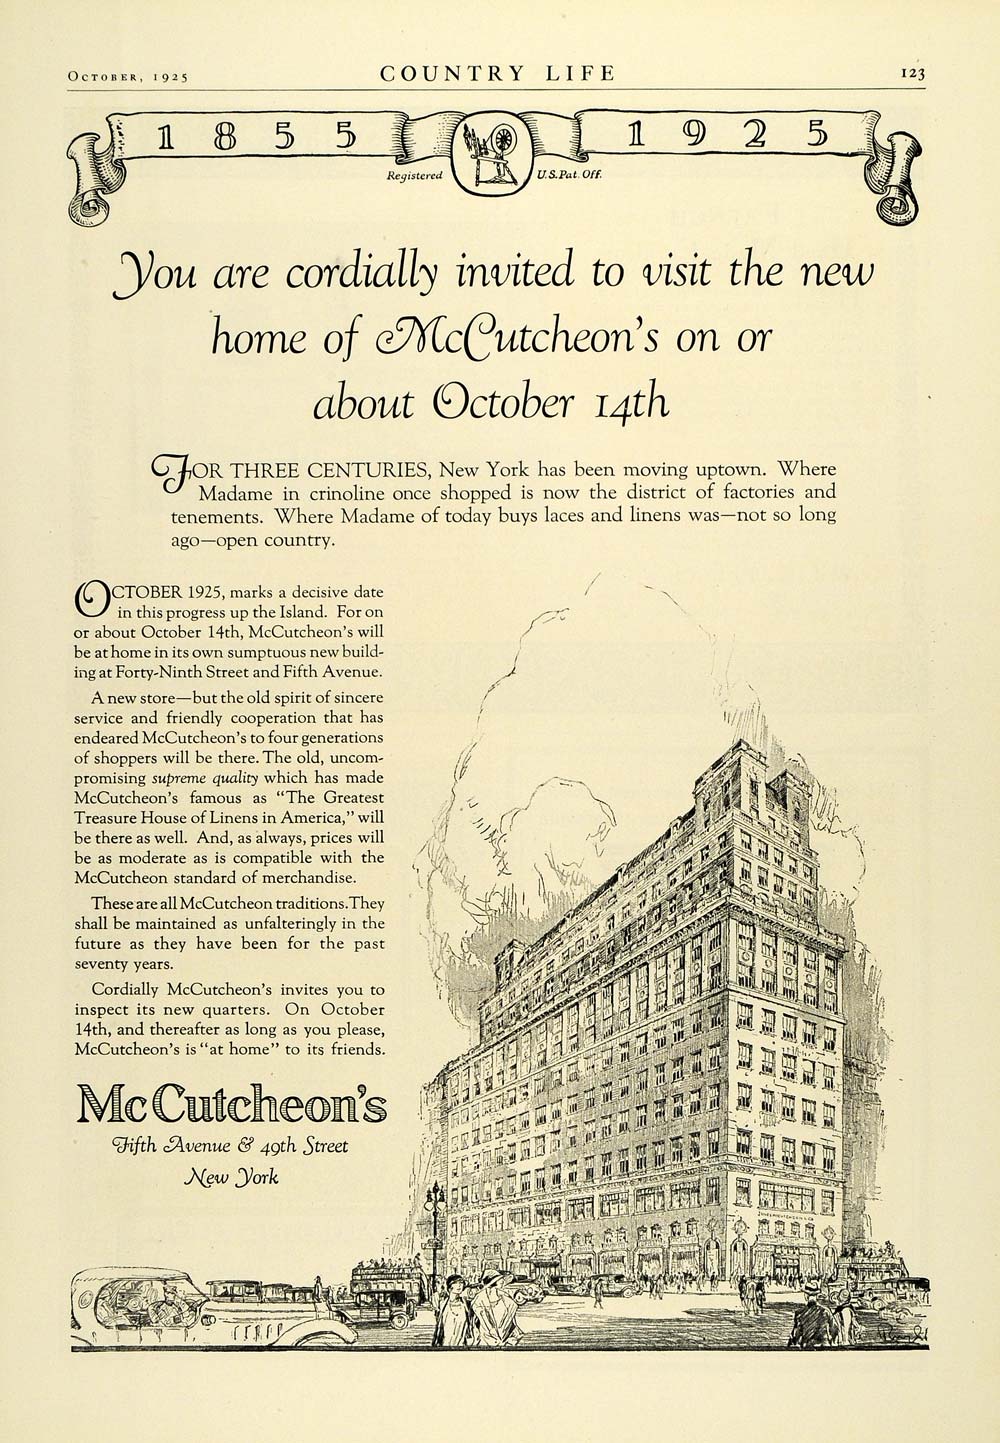 October, 1925
COUNTRY LIFE
123
1855
1925
Registered
U.S. Pat. Off.
You are cordially invited to visit the new
home of McCutcheon's on or
about October 14th
FOR THREE CENTURIES, New York has been moving uptown. Where
Madame in crinoline once shopped is now the district of factories and
tenements. Where Madame of today buys laces and linens was—not so long
ago—open country.
OCTOBER 1925, marks a decisive date
in this progress up the Island. For on
or about October 14th, McCutcheon's will
be at home in its own sumptuous new build-
ing at Forty-Ninth Street and Fifth Avenue.
A new store—but the old spirit of sincere
service and friendly cooperation that has
endeared McCutcheon's to four generations
of shoppers will be there. The old, uncom-
promising supreme quality which has made
McCutcheon's famous as “The Greatest
Treasure House of Linens in America,” will
be there as well. And, as always, prices will
be as moderate as is compatible with the
McCutcheon standard of merchandise.
These are all McCutcheon traditions. They
shall be maintained as unfalteringly in the
future as they have been for the past
seventy years.
Cordially McCutcheon's invites you to
inspect its new quarters. On October
14th, and thereafter as long as you please,
McCutcheon's is “at home” to its friends.
McCutcheon's
Fifth Avenue & 49th Street
New York